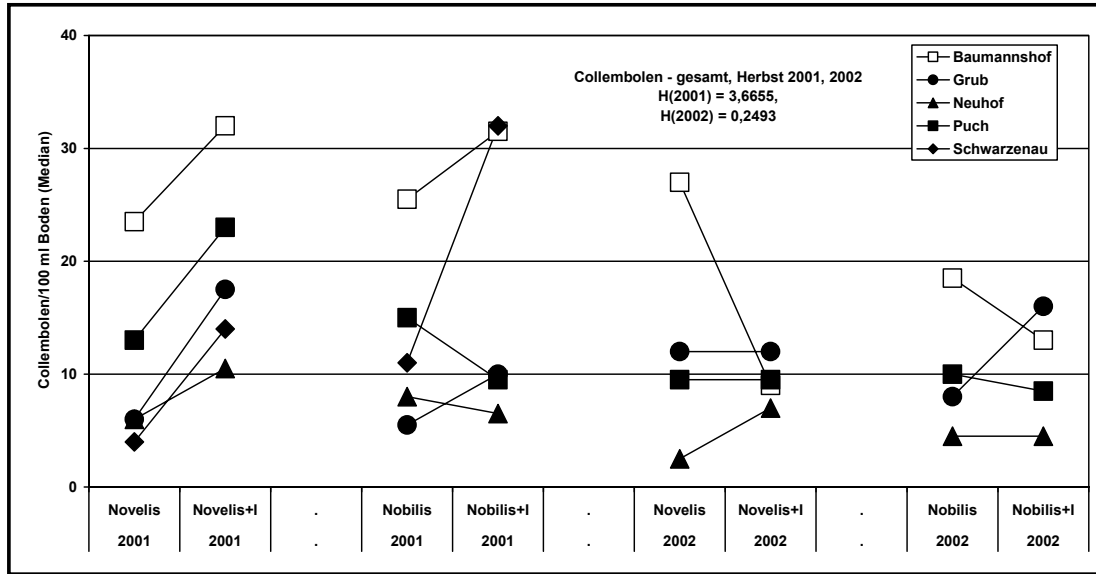 40
30
20
10
0
Collembolen/100 ml Boden (Median)
Collembolen - gesamt, Herbst 2001, 2002
H(2001) = 3,6655,
H(2002) = 0,2493
Baumannshof
Grub
Neuhof
Puch
Schwarzenau
Novelis Novelis+I . Nobilis Nobilis+I . Novelis Novelis+I . Nobilis Nobilis+I
2001 2001 . 2001 2001 . 2002 2002 . 2002 2002